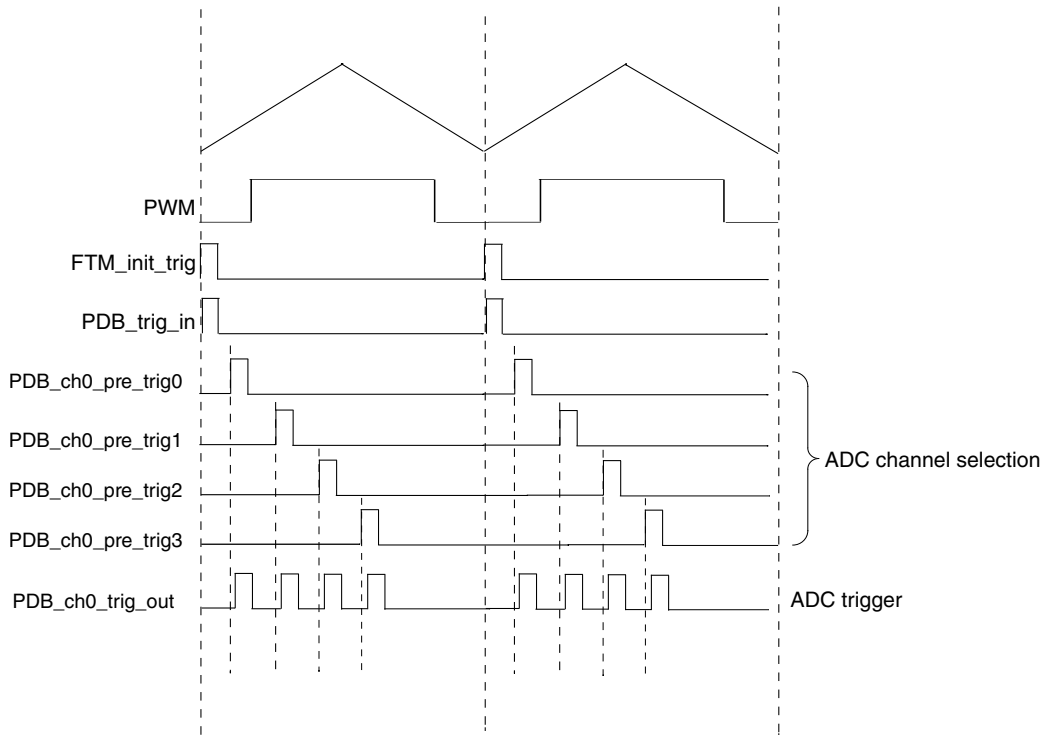 PWM
FTM_init_trig
PDB_trig_in
PDB_ch0_pre_trig0
PDB_ch0_pre_trig1
PDB_ch0_pre_trig2
PDB_ch0_pre_trig3
ADC channel selection
PDB_ch0_trig_out
ADC trigger